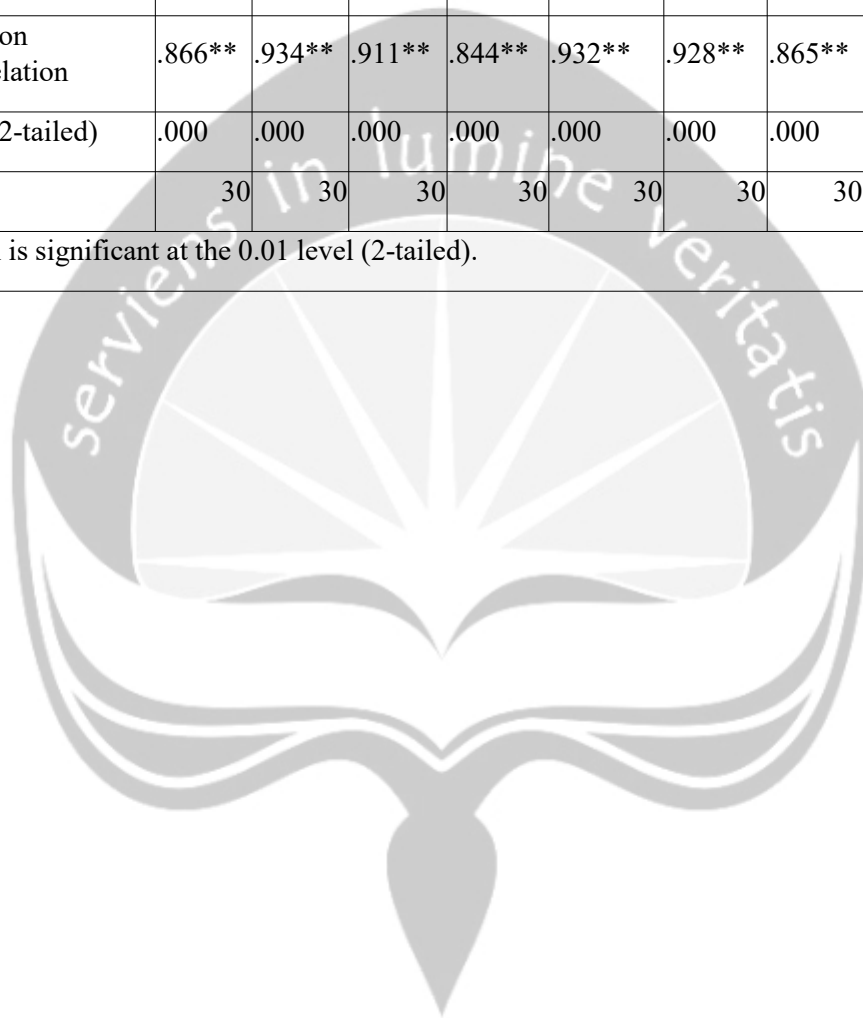 on
elation .866** .934** .911** .844** .932** .928** .865**
2-tailed) .000 .000 .000 .000 .000 .000 .000
30 30 30 30 30 30 30
is significant at the 0.01 level (2-tailed).
serviens in lumine veritatis